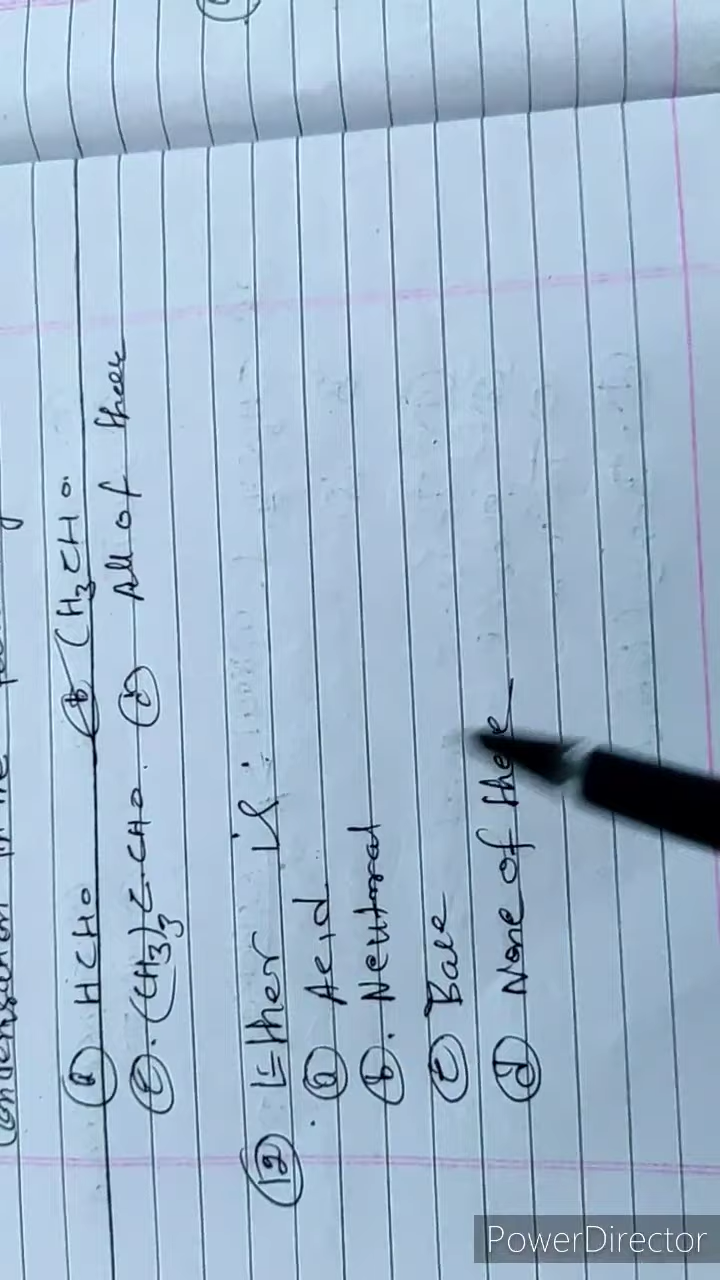 Condensation in the
ⓐ HCHO ⓑ CH3CHO.
ⓒ. (CH3)3C.CHO. ⓓ All of these
⑫ Ether is :
ⓐ Acid
ⓑ. Neutral
ⓒ Base
ⓓ None of these
PowerDirector